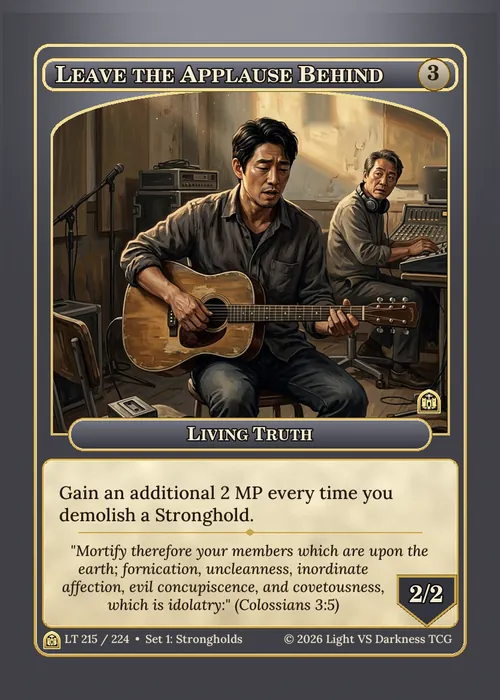 Leave the Applause Behind
3
Living Truth
Gain an additional 2 MP every time you
demolish a Stronghold.
"Mortify therefore your members which are upon the
earth; fornication, uncleanness, inordinate
affection, evil concupiscence, and covetousness,
which is idolatry:" (Colossians 3:5)
2/2
LT 215 / 224 • Set 1: Strongholds
© 2026 Light VS Darkness TCG